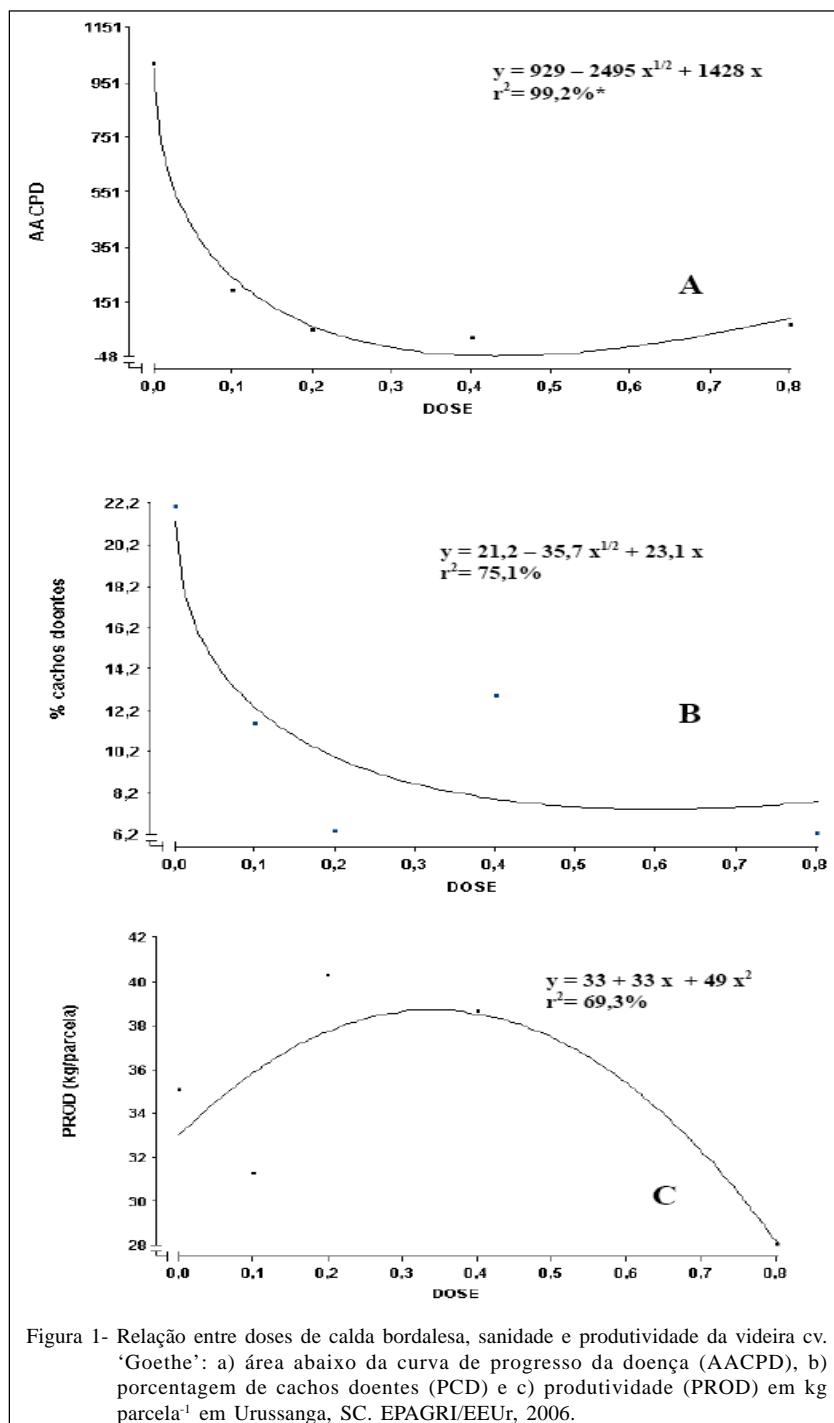 1151
951
751
551
351
151
-48
AACPD
y = 929 – 2495 x^1/2 + 1428 x
r² = 99,2%*
A
0,0 0,1 0,2 0,3 0,4 0,5 0,6 0,7 0,8
DOSE
22,2
20,2
18,2
16,2
14,2
12,2
10,2
8,2
6,2
% cachos doentes
y = 21,2 – 35,7 x^1/2 + 23,1 x
r² = 75,1%
B
0,0 0,1 0,2 0,3 0,4 0,5 0,6 0,7 0,8
DOSE
42
40
38
36
34
32
30
28
PROD (kg/parcela)
y = 33 + 33 x + 49 x²
r² = 69,3%
C
0,0 0,1 0,2 0,3 0,4 0,5 0,6 0,7 0,8
DOSE
Figura 1- Relação entre doses de calda bordalesa, sanidade e produtividade da videira cv.
‘Goethe’: a) área abaixo da curva de progresso da doença (AACPD), b)
porcentagem de cachos doentes (PCD) e c) produtividade (PROD) em kg
parcela⁻¹ em Urussanga, SC. EPAGRI/EEUr, 2006.